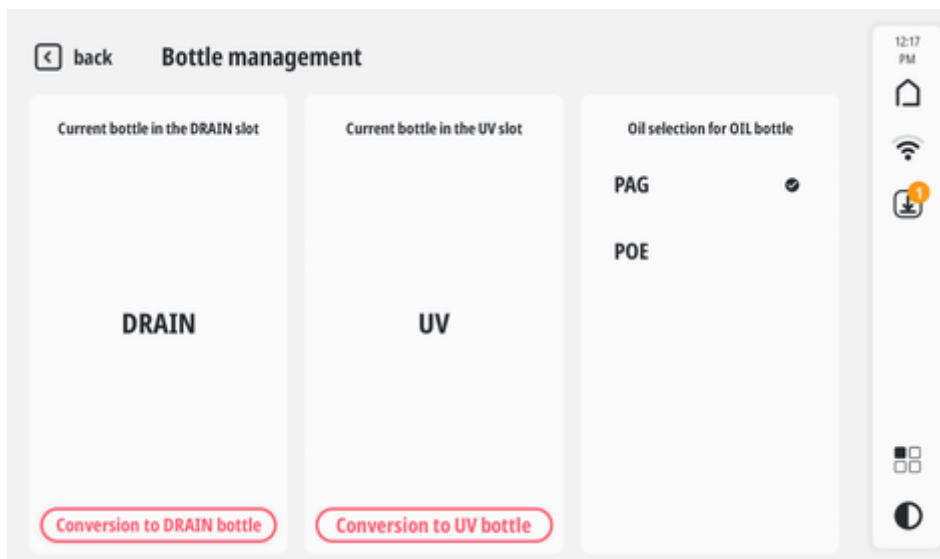 back
Bottle management
12:17
PM
Current bottle in the DRAIN slot
DRAIN
Conversion to DRAIN bottle
Current bottle in the UV slot
UV
Conversion to UV bottle
Oil selection for OIL bottle
PAG
POE
1